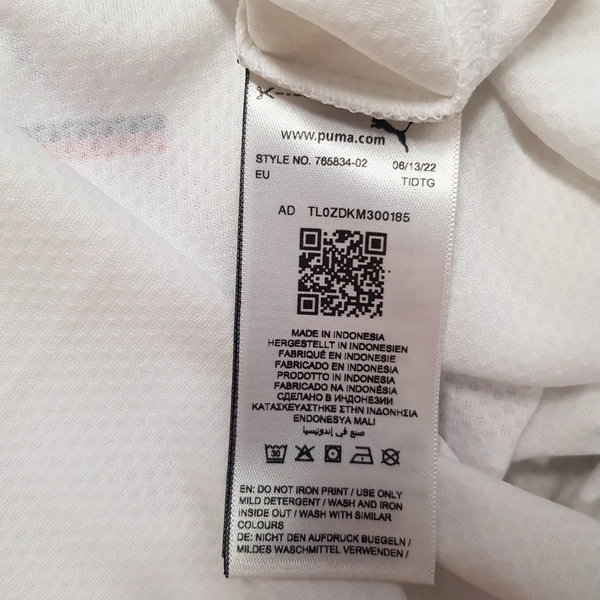 www.puma.com
STYLE NO. 765834-02 06/13/22
EU TIDTG
AD TL0ZDKM300185
MADE IN INDONESIA
HERGESTELLT IN INDONESIEN
FABRIQUÉ EN INDONESIE
FABRICADO EN INDONESIA
PRODOTTO IN INDONESIA
FABRICADO NA INDONÉSIA
СДЕЛАНО В ИНДОНЕЗИИ
ΚΑΤΑΣΚΕΥΑΣΤΗΚΕ ΣΤΗΝ ΙΝΔΟΝΗΣΙΑ
ENDONESYA MALI
صنع في إندونيسيا
30
EN: DO NOT IRON PRINT / USE ONLY
MILD DETERGENT / WASH AND IRON
INSIDE OUT / WASH WITH SIMILAR
COLOURS
DE: NICHT DEN AUFDRUCK BUEGELN /
MILDES WASCHMITTEL VERWENDEN /